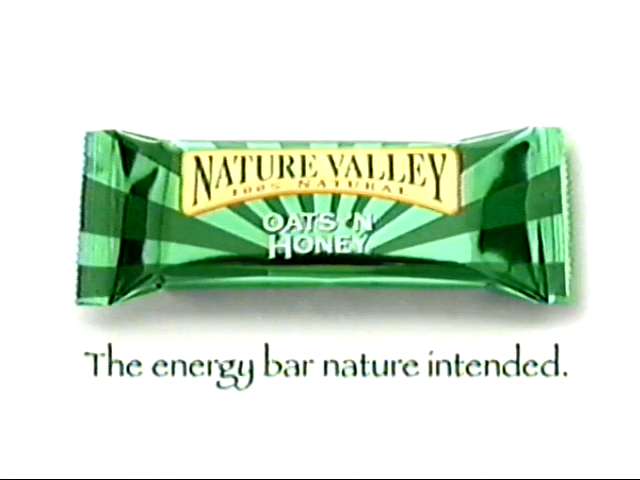 NATURE VALLEY
100% NATURAL
OATS 'N'
HONEY
The energy bar nature intended.